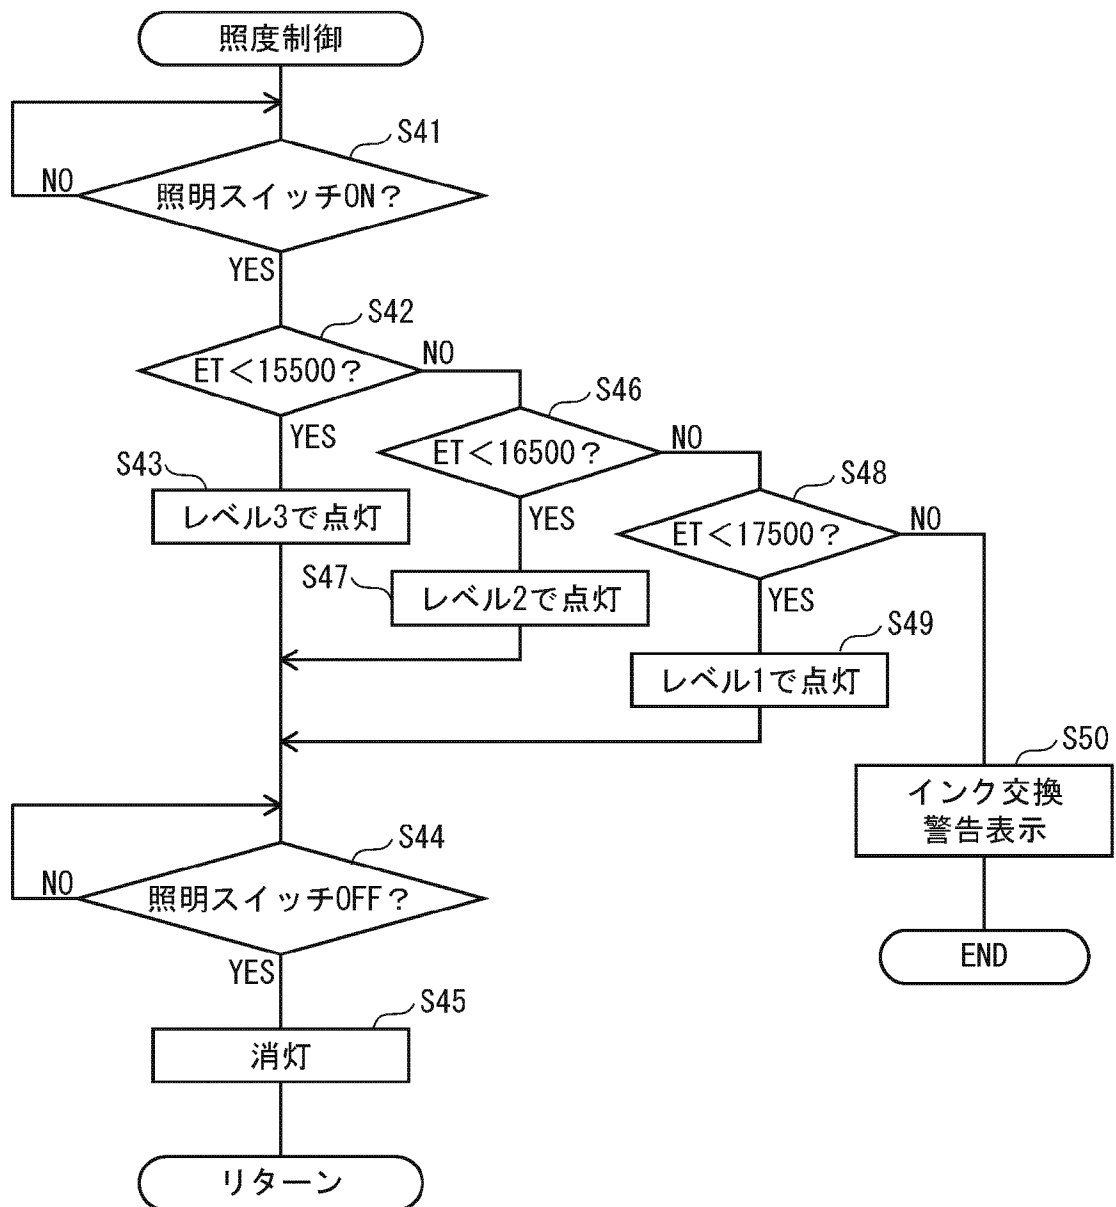 照度制御
S41
NO
照明スイッチON？
YES
S42
ET＜15500？
NO
YES
S46
ET＜16500？
NO
YES
S43
レベル3で点灯
S48
ET＜17500？
NO
YES
S47
レベル2で点灯
S49
レベル1で点灯
S50
インク交換
警告表示
END
S44
NO
照明スイッチOFF？
YES
S45
消灯
リターン